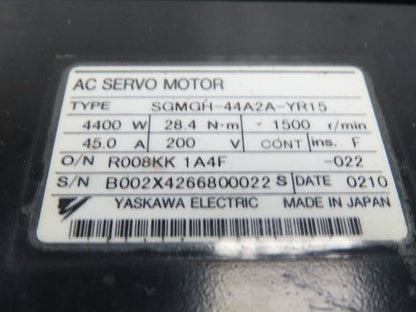 AC SERVO MOTOR
TYPE SGMGH-44A2A-YR15
4400 W 28.4 N·m 1500 r/min
45.0 A 200 V CONT ins. F
O/N R008KK 1A4F -022
S/N B002X4266800022 S DATE 0210
YASKAWA ELECTRIC MADE IN JAPAN